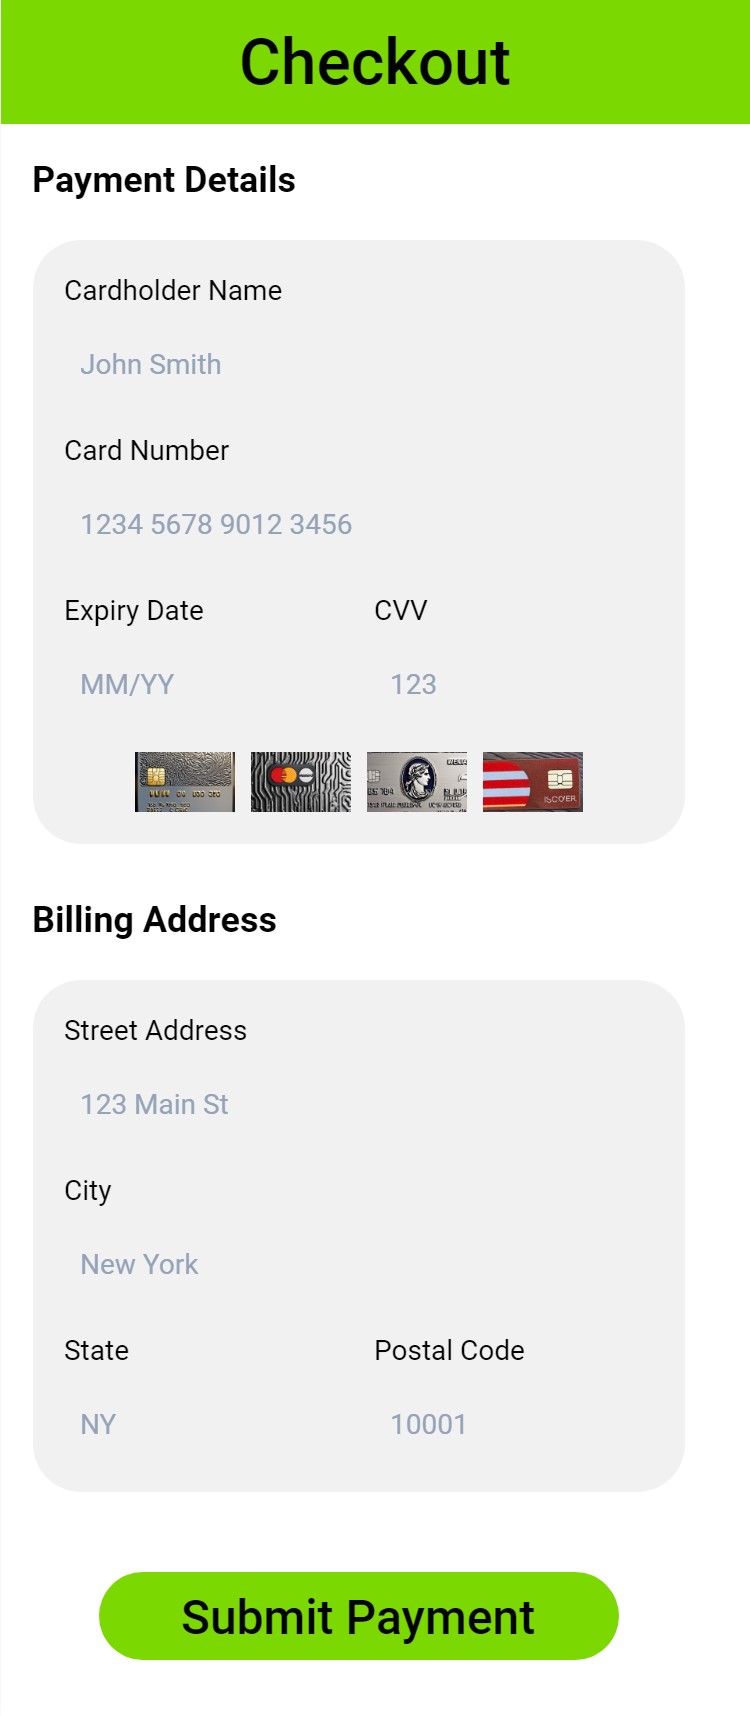 Checkout
Payment Details
Cardholder Name
John Smith
Card Number
1234 5678 9012 3456
Expiry Date CVV
MM/YY 123
Billing Address
Street Address
123 Main St
City
New York
State Postal Code
NY 10001
Submit Payment